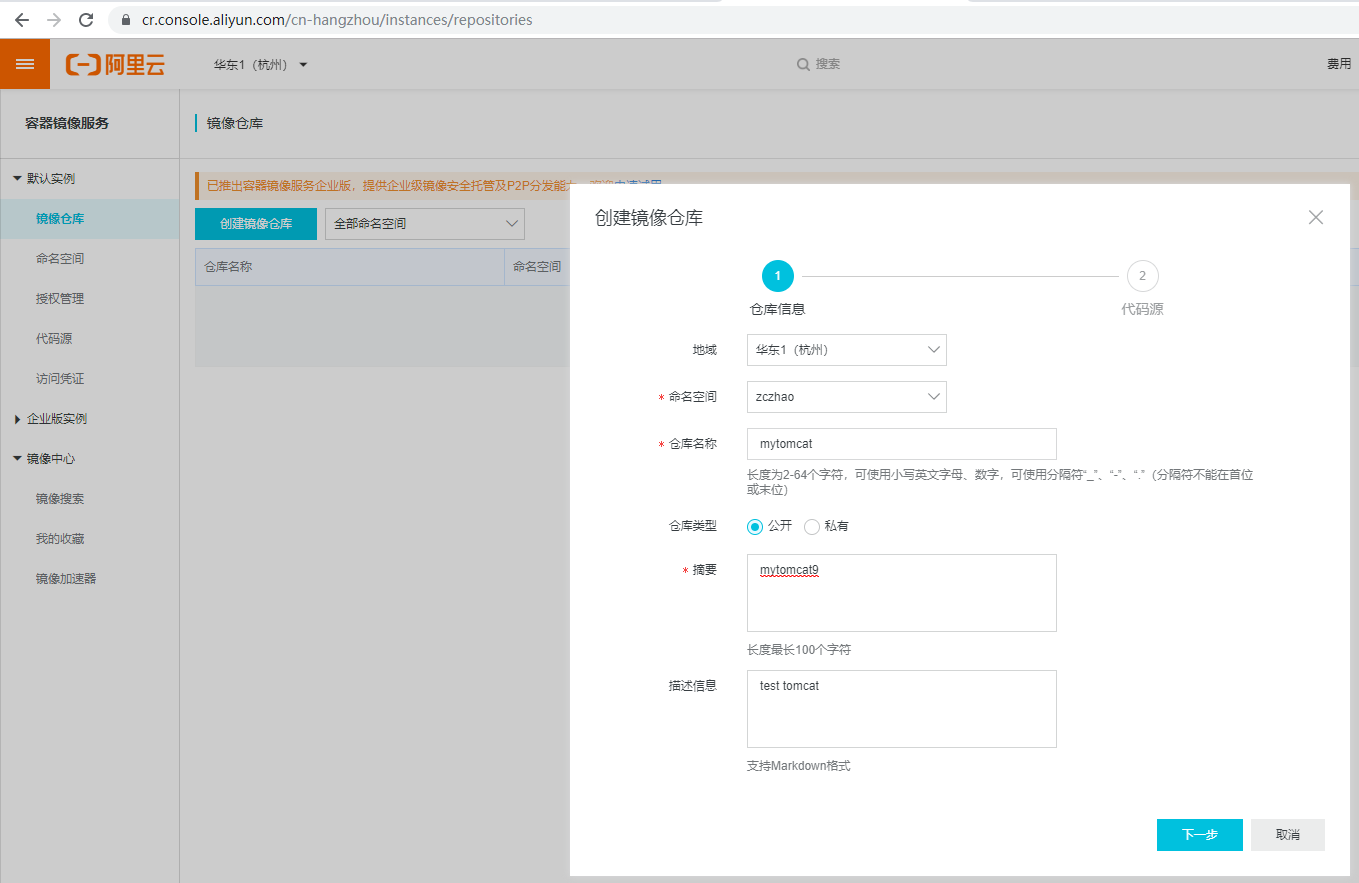 cr.console.aliyun.com/cn-hangzhou/instances/repositories
阿里云
华东1（杭州）
搜索
费用
容器镜像服务
镜像仓库
默认实例
镜像仓库
命名空间
授权管理
代码源
访问凭证
企业版实例
镜像中心
镜像搜索
我的收藏
镜像加速器
已推出容器镜像服务企业版，提供企业级镜像安全托管及P2P分发能
创建镜像仓库
全部命名空间
仓库名称
命名空间
创建镜像仓库
1
2
仓库信息
代码源
地域
华东1（杭州）
* 命名空间
zczhao
* 仓库名称
mytomcat
长度为2-64个字符，可使用小写英文字母、数字，可使用分隔符“_”、“-”、“.”（分隔符不能在首位
或末位）
仓库类型
公开
私有
* 摘要
mytomcat9
长度最长100个字符
描述信息
test tomcat
支持Markdown格式
下一步
取消